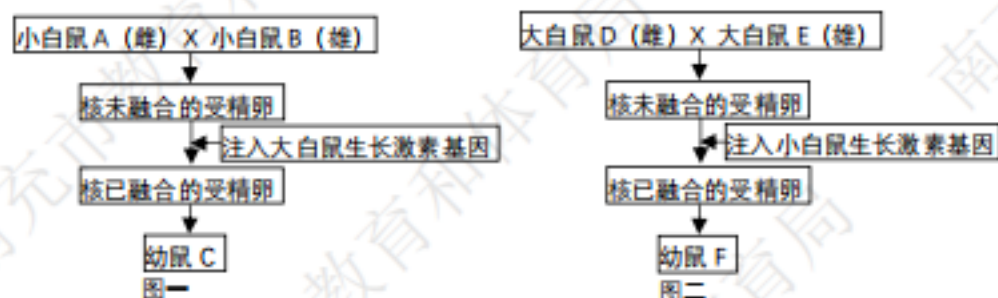 小白鼠A（雌）X 小白鼠B（雄）
核未融合的受精卵
注入大白鼠生长激素基因
核已融合的受精卵
幼鼠 C
图一
大白鼠D（雌）X 大白鼠E（雄）
核未融合的受精卵
注入小白鼠生长激素基因
核已融合的受精卵
幼鼠 F
图二